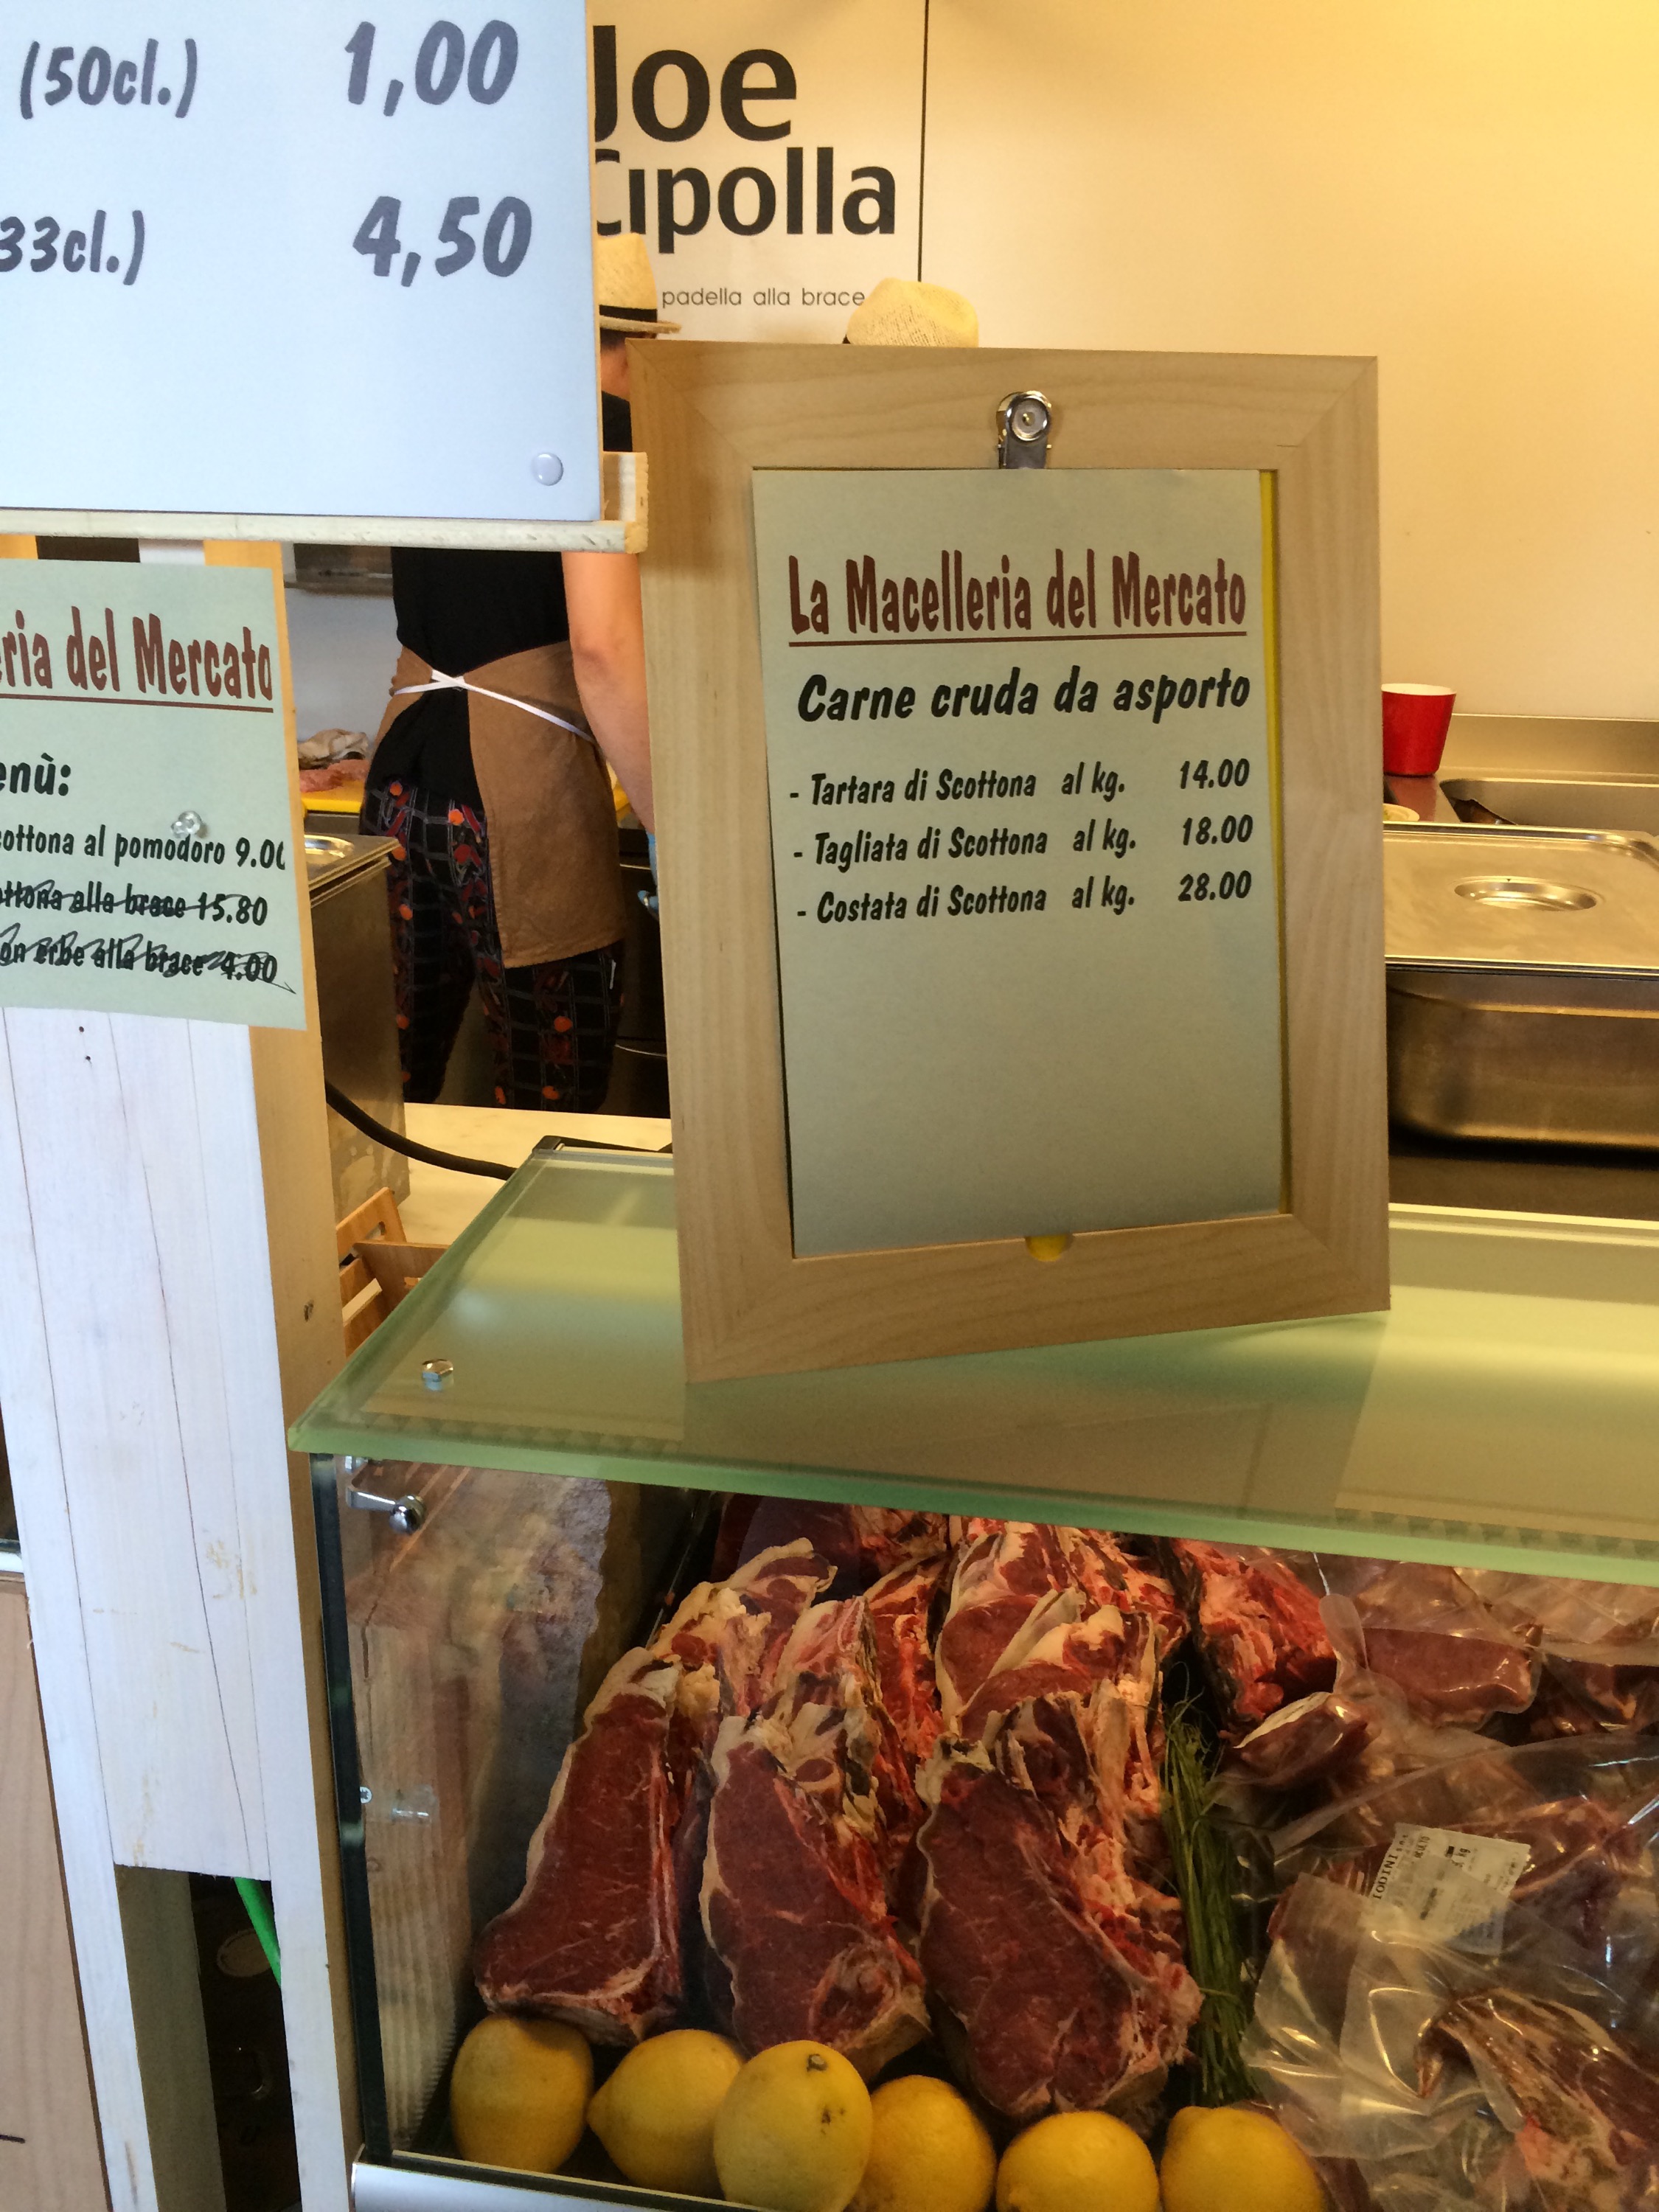 (50cl.) 1,00
33cl.) 4,50
Joe
Cipolla
padella alla brace
eria del Mercato
enù:
cottona al pomodoro 9.00
ottona alla brace 15.80
on erbe alla brace 4.00
La Macelleria del Mercato
Carne cruda da asporto
- Tartara di Scottona al kg. 14.00
- Tagliata di Scottona al kg. 18.00
- Costata di Scottona al kg. 28.00